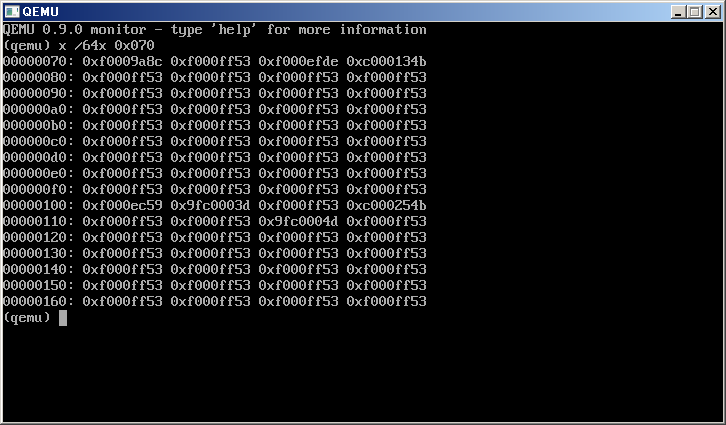 QEMU
QEMU 0.9.0 monitor - type 'help' for more information
(qemu) x /64x 0x070
00000070: 0xf0009a8c 0xf000ff53 0xf000efde 0xc000134b
00000080: 0xf000ff53 0xf000ff53 0xf000ff53 0xf000ff53
00000090: 0xf000ff53 0xf000ff53 0xf000ff53 0xf000ff53
000000a0: 0xf000ff53 0xf000ff53 0xf000ff53 0xf000ff53
000000b0: 0xf000ff53 0xf000ff53 0xf000ff53 0xf000ff53
000000c0: 0xf000ff53 0xf000ff53 0xf000ff53 0xf000ff53
000000d0: 0xf000ff53 0xf000ff53 0xf000ff53 0xf000ff53
000000e0: 0xf000ff53 0xf000ff53 0xf000ff53 0xf000ff53
000000f0: 0xf000ff53 0xf000ff53 0xf000ff53 0xf000ff53
00000100: 0xf000ec59 0x9fc0003d 0xf000ff53 0xc000254b
00000110: 0xf000ff53 0xf000ff53 0x9fc0004d 0xf000ff53
00000120: 0xf000ff53 0xf000ff53 0xf000ff53 0xf000ff53
00000130: 0xf000ff53 0xf000ff53 0xf000ff53 0xf000ff53
00000140: 0xf000ff53 0xf000ff53 0xf000ff53 0xf000ff53
00000150: 0xf000ff53 0xf000ff53 0xf000ff53 0xf000ff53
00000160: 0xf000ff53 0xf000ff53 0xf000ff53 0xf000ff53
(qemu)